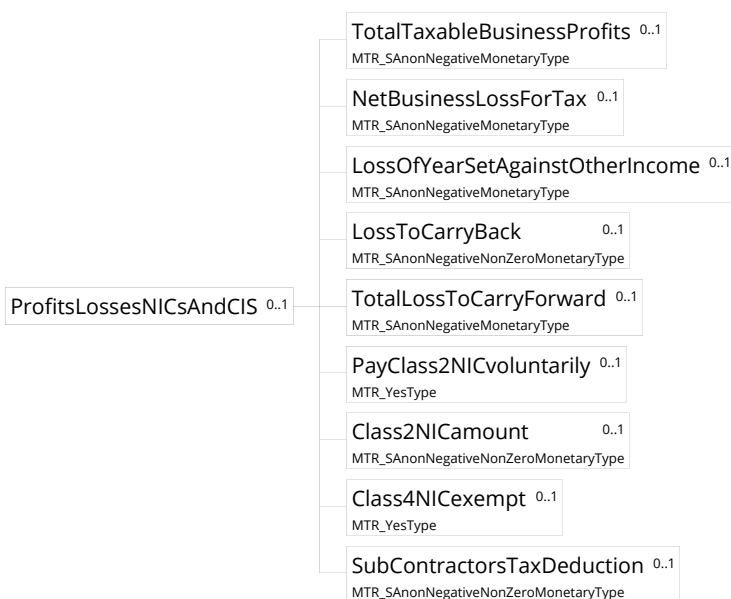 TotalTaxableBusinessProfits 0..1
MTR_SAnonNegativeMonetaryType
NetBusinessLossForTax 0..1
MTR_SAnonNegativeMonetaryType
LossOfYearSetAgainstOtherIncome 0..1
MTR_SAnonNegativeMonetaryType
LossToCarryBack 0..1
MTR_SAnonNegativeNonZeroMonetaryType
ProfitsLossesNICsAndCIS 0..1
TotalLossToCarryForward 0..1
MTR_SAnonNegativeMonetaryType
PayClass2NICvoluntarily 0..1
MTR_YesType
Class2NICamount 0..1
MTR_SAnonNegativeNonZeroMonetaryType
Class4NICexempt 0..1
MTR_YesType
SubContractorsTaxDeduction 0..1
MTR_SAnonNegativeNonZeroMonetaryType